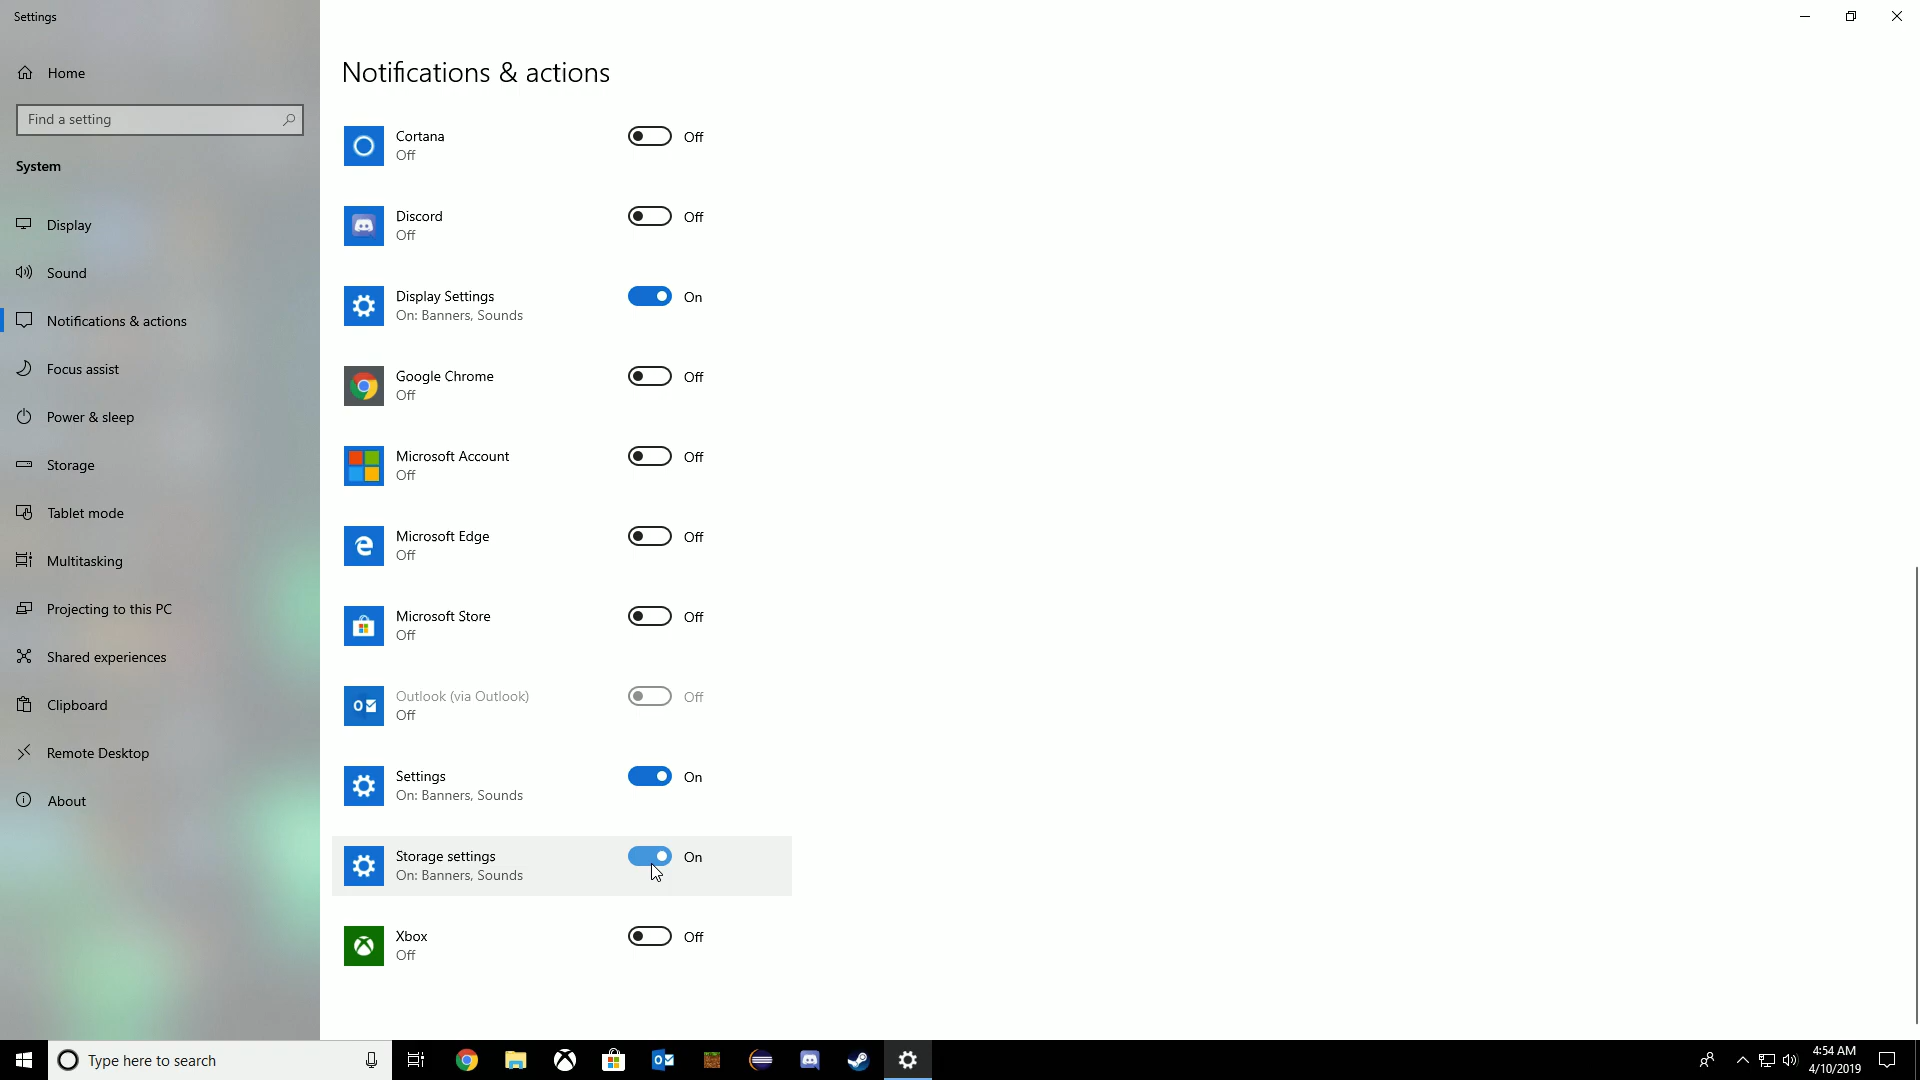 Settings
Home
Find a setting
System
Display
Sound
Notifications & actions
Focus assist
Power & sleep
Storage
Tablet mode
Multitasking
Projecting to this PC
Shared experiences
Clipboard
Remote Desktop
About
Notifications & actions
Cortana
Off
Off
Discord
Off
Off
Display Settings
On: Banners, Sounds
On
Google Chrome
Off
Off
Microsoft Account
Off
Off
Microsoft Edge
Off
Off
Microsoft Store
Off
Off
Outlook (via Outlook)
Off
Off
Settings
On: Banners, Sounds
On
Storage settings
On: Banners, Sounds
On
Xbox
Off
Off
Type here to search
4:54 AM
4/10/2019